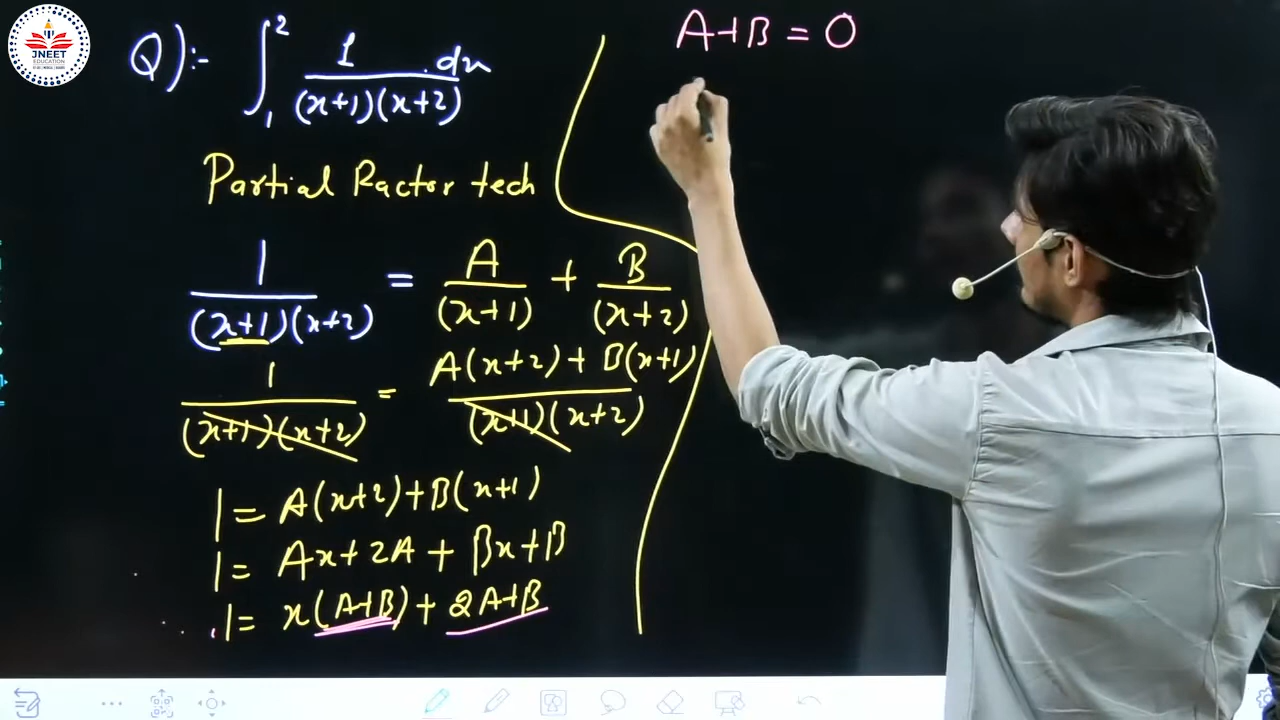 JNEET
EDUCATION
Q):- ∫₁² 1/((x+1)(x+2)) . dx
Partial Ractor tech
1/((x+1)(x+2)) = A/(x+1) + B/(x+2)
1/((x+1)(x+2)) = (A(x+2) + B(x+1))/((x+1)(x+2))
1 = A(x+2) + B(x+1)
1 = Ax + 2A + Bx + B
1 = x(A+B) + 2A+B
A+B = 0